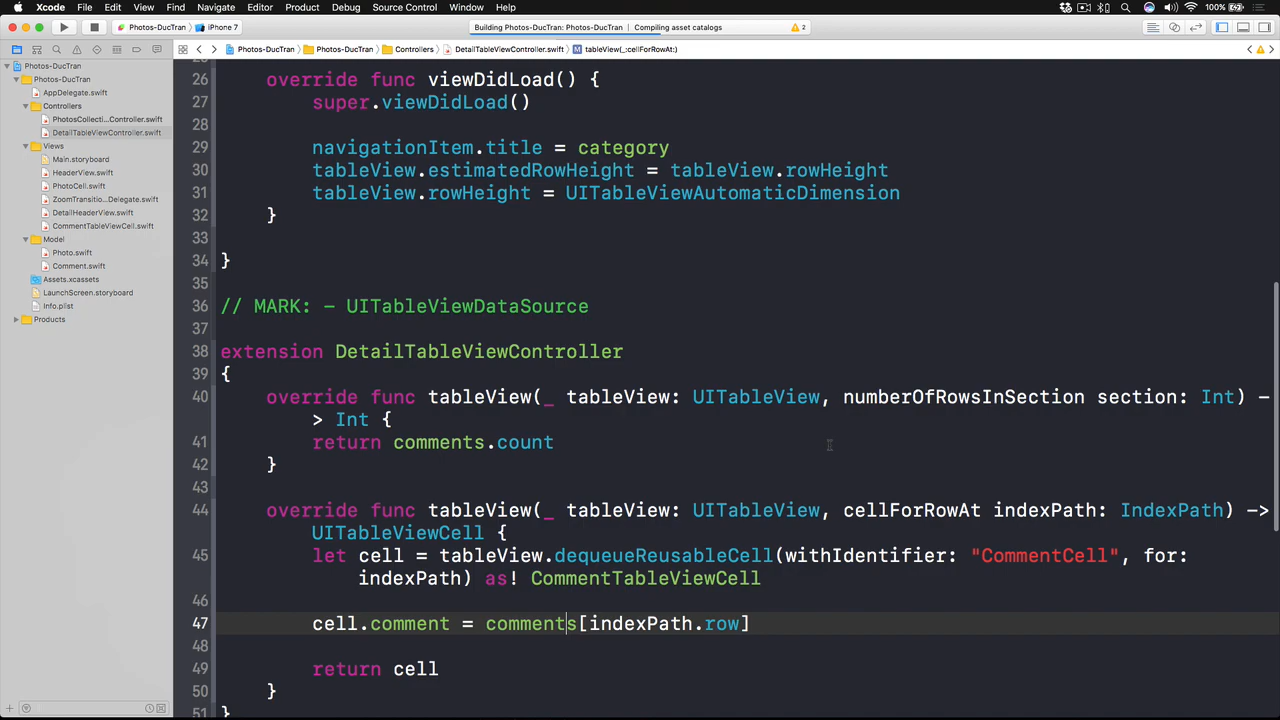 Xcode File Edit View Find Navigate Editor Product Debug Source Control Window Help 100%
Photos-DucTran iPhone 7 Building Photos-DucTran: Photos-DucTran Compiling asset catalogs 2
Photos-DucTran Photos-DucTran Controllers DetailTableViewController.swift M tableView(_:cellForRowAt:)
Photos-DucTran
Photos-DucTran
AppDelegate.swift
Controllers
PhotosCollecti...Controller.swift
DetailTableViewController.swift
Views
Main.storyboard
HeaderView.swift
PhotoCell.swift
ZoomTransitio...Delegate.swift
DetailHeaderView.swift
CommentTableViewCell.swift
Model
Photo.swift
Comment.swift
Assets.xcassets
LaunchScreen.storyboard
Info.plist
Products
26 override func viewDidLoad() {
27 super.viewDidLoad()
28
29 navigationItem.title = category
30 tableView.estimatedRowHeight = tableView.rowHeight
31 tableView.rowHeight = UITableViewAutomaticDimension
32 }
33
34 }
35
36 // MARK: - UITableViewDataSource
37
38 extension DetailTableViewController
39 {
40 override func tableView(_ tableView: UITableView, numberOfRowsInSection section: Int) -
> Int {
41 return comments.count
42 }
43
44 override func tableView(_ tableView: UITableView, cellForRowAt indexPath: IndexPath) ->
UITableViewCell {
45 let cell = tableView.dequeueReusableCell(withIdentifier: "CommentCell", for:
indexPath) as! CommentTableViewCell
46
47 cell.comment = comments[indexPath.row]
48
49 return cell
50 }
51 }